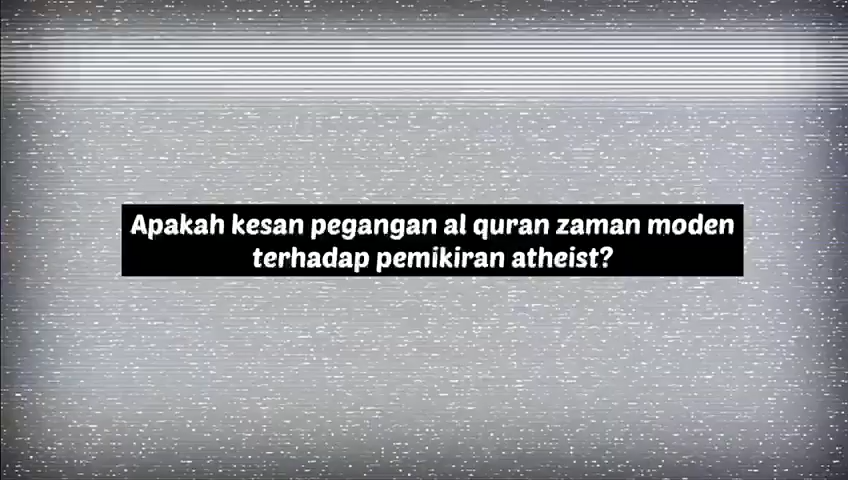 Apakah kesan pegangan al quran zaman moden
terhadap pemikiran atheist?